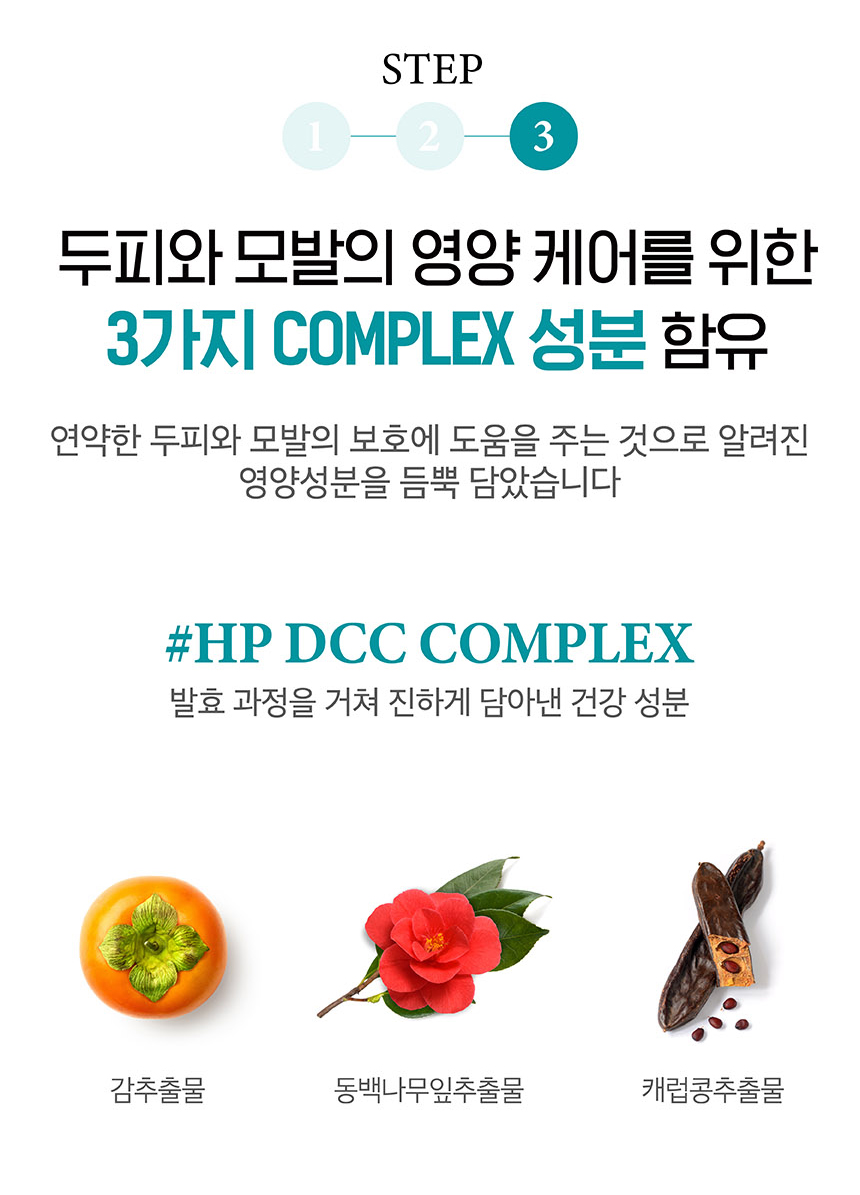 STEP
1 2 3
두피와 모발의 영양 케어를 위한
3가지 COMPLEX 성분 함유
연약한 두피와 모발의 보호에 도움을 주는 것으로 알려진
영양성분을 듬뿍 담았습니다
#HP DCC COMPLEX
발효 과정을 거쳐 진하게 담아낸 건강 성분
감추출물
동백나무잎추출물
캐럽콩추출물